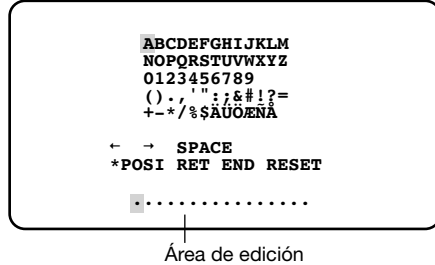 ABCDEFGHIJKLM
NOPQRSTUVWXYZ
0123456789
().,'":;&#!?=
+-*/%$ÄÜÖÆÑÅ
← → SPACE
*POSI RET END RESET
................
Área de edición